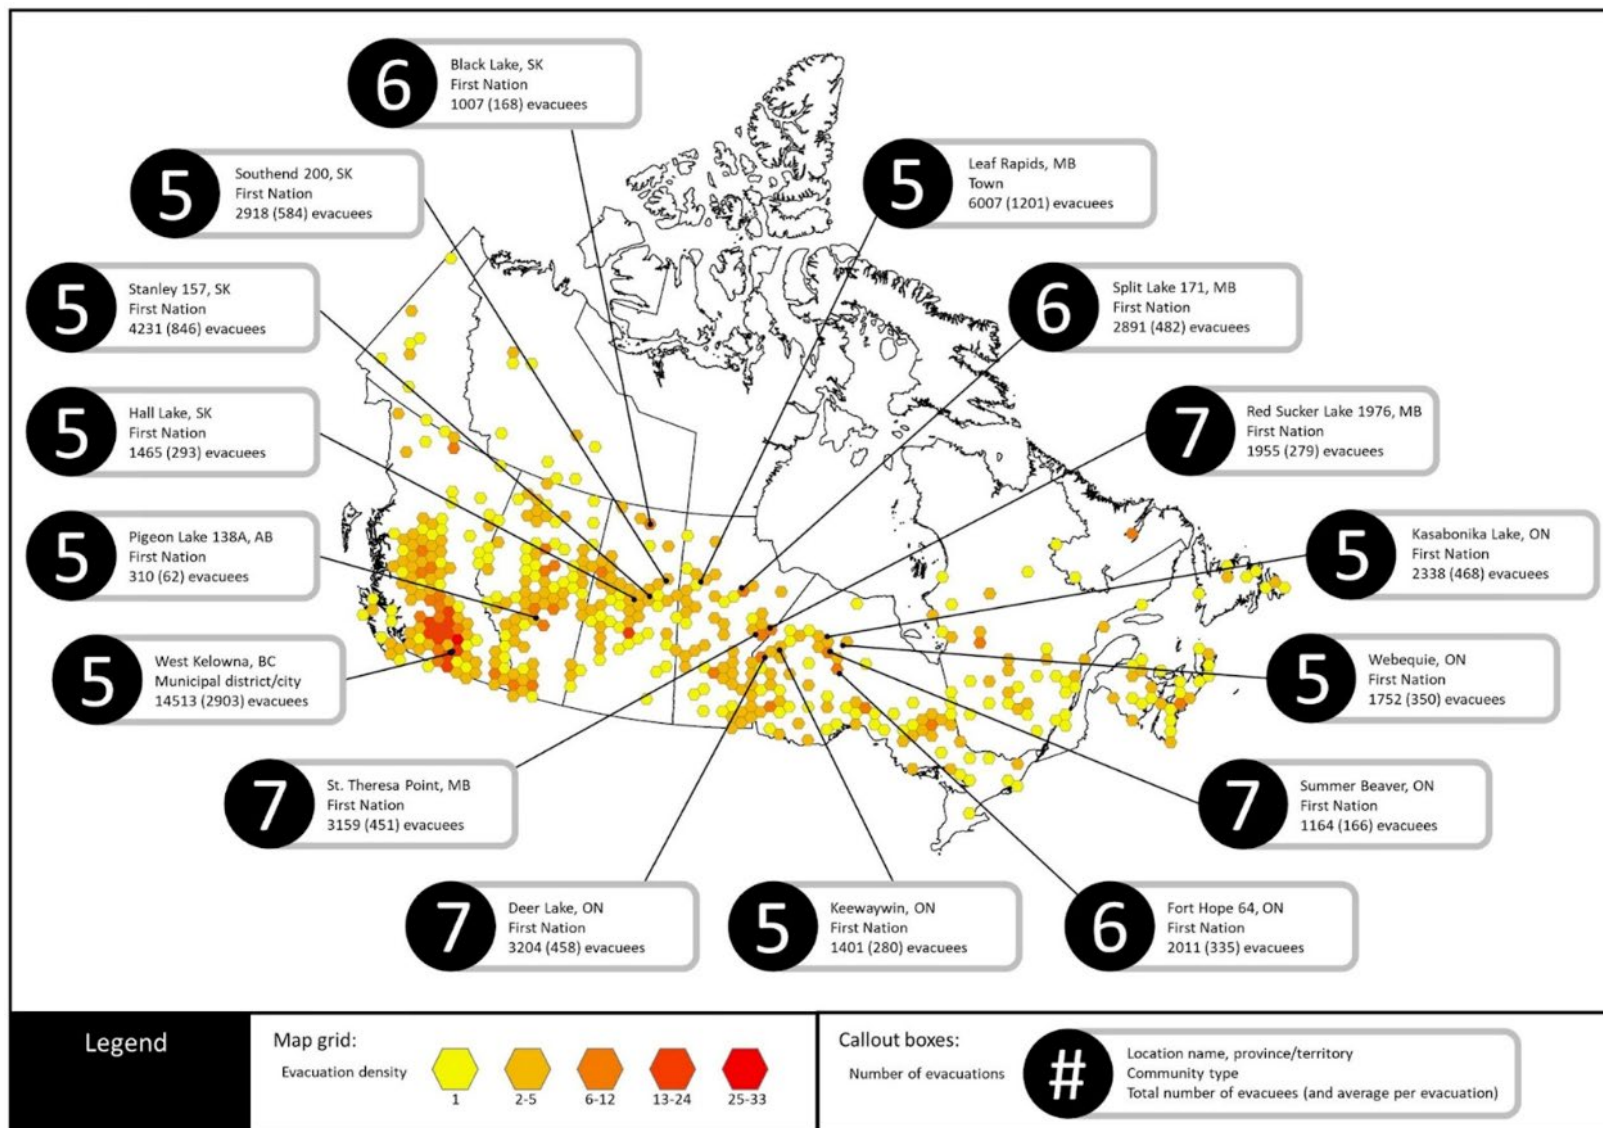 6
Black Lake, SK
First Nation
1007 (168) evacuees
5
Southend 200, SK
First Nation
2918 (584) evacuees
5
Leaf Rapids, MB
Town
6007 (1201) evacuees
5
Stanley 157, SK
First Nation
4231 (846) evacuees
6
Split Lake 171, MB
First Nation
2891 (482) evacuees
5
Hall Lake, SK
First Nation
1465 (293) evacuees
7
Red Sucker Lake 1976, MB
First Nation
1955 (279) evacuees
5
Pigeon Lake 138A, AB
First Nation
310 (62) evacuees
5
Kasabonika Lake, ON
First Nation
2338 (468) evacuees
5
West Kelowna, BC
Municipal district/city
14513 (2903) evacuees
5
Webequie, ON
First Nation
1752 (350) evacuees
7
St. Theresa Point, MB
First Nation
3159 (451) evacuees
7
Summer Beaver, ON
First Nation
1164 (166) evacuees
7
Deer Lake, ON
First Nation
3204 (458) evacuees
5
Keewaywin, ON
First Nation
1401 (280) evacuees
6
Fort Hope 64, ON
First Nation
2011 (335) evacuees
Legend
Map grid:
Evacuation density
1
2-5
6-12
13-24
25-33
Callout boxes:
Number of evacuations
#
Location name, province/territory
Community type
Total number of evacuees (and average per evacuation)